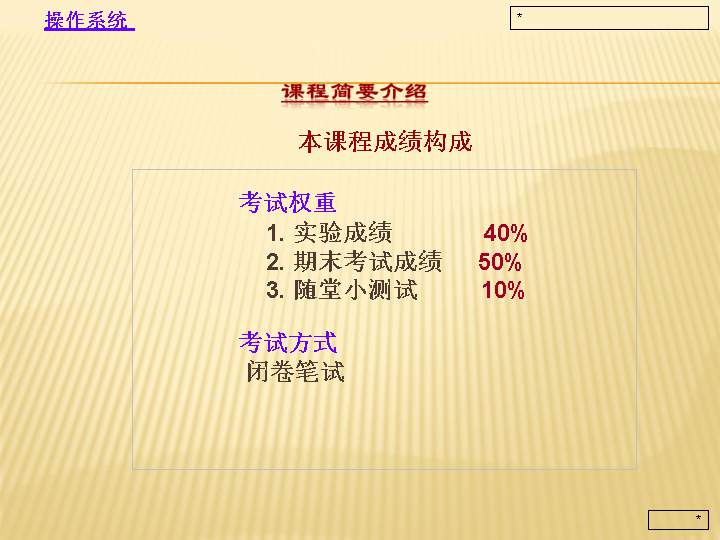 操作系统
*
课程简要介绍
本课程成绩构成
考试权重
1. 实验成绩 40%
2. 期末考试成绩 50%
3. 随堂小测试 10%
考试方式
闭卷笔试
*